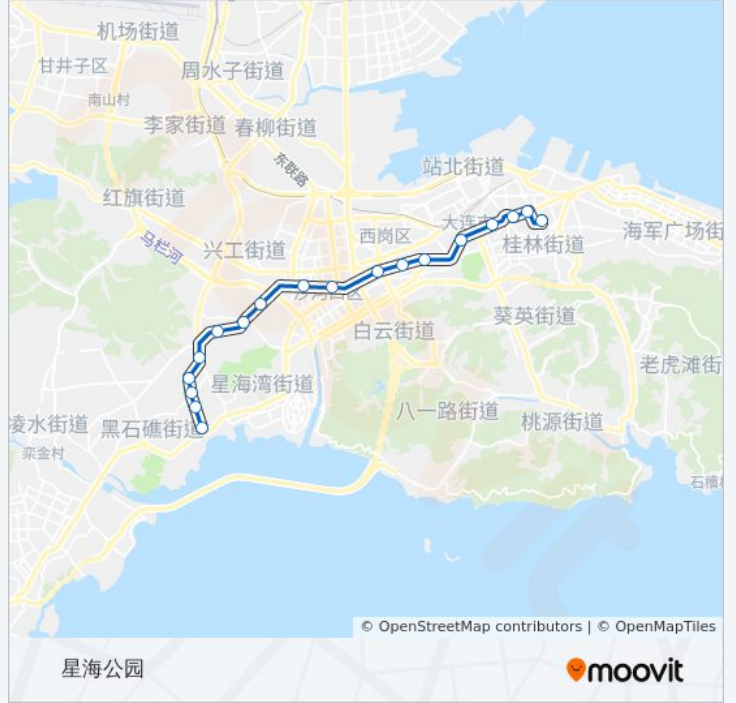 机场街道
甘井子区
周水子街道
南山村
李家街道
春柳街道
东联路
站北街道
红旗街道
马栏河
兴工街道
西岗区
大连市
桂林街道
海军广场街
沙河口区
葵英街道
白云街道
老虎滩街
星海湾街道
八一路街道
桃源街道
凌水街道
黑石礁街道
栾金村
© OpenStreetMap contributors | © OpenMapTiles
星海公园
moovit